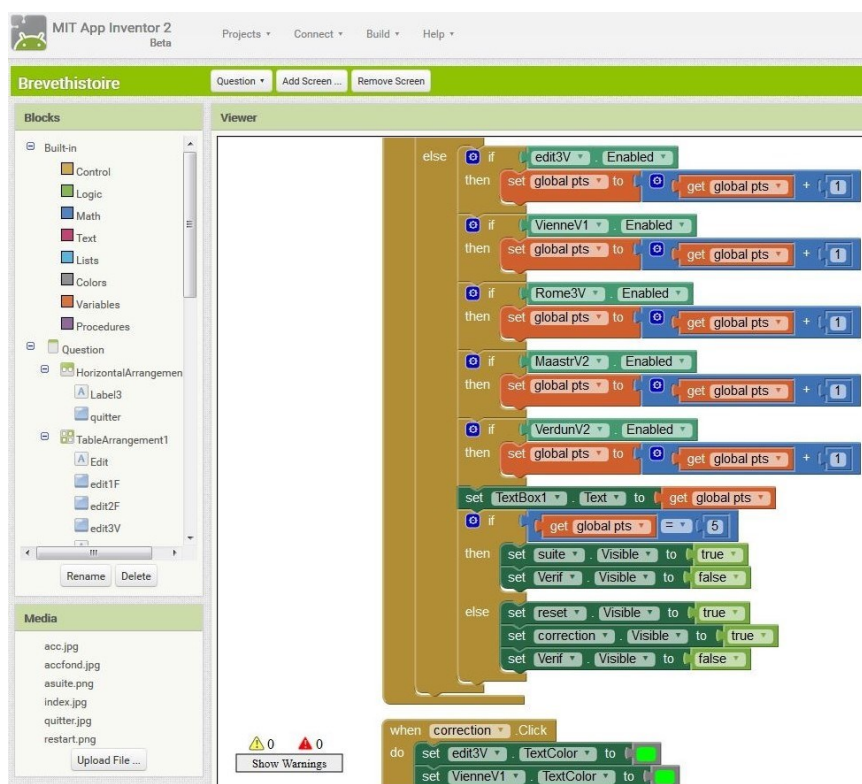 MIT App Inventor 2
Beta
Projects Connect Build Help
Brevethistoire
Question Add Screen ... Remove Screen
Blocks
Built-in
Control
Logic
Math
Text
Lists
Colors
Variables
Procedures
Question
HorizontalArrangemen
Label3
quitter
TableArrangement1
Edit
edit1F
edit2F
edit3V
Rename Delete
Media
acc.jpg
accfond.jpg
asuite.png
index.jpg
quitter.jpg
restart.png
Upload File ...
Viewer
else if edit3V . Enabled
then set global pts to get global pts + 1
if VienneV1 . Enabled
then set global pts to get global pts + 1
if Rome3V . Enabled
then set global pts to get global pts + 1
if MaastrV2 . Enabled
then set global pts to get global pts + 1
if VerdunV2 . Enabled
then set global pts to get global pts + 1
set TextBox1 . Text to get global pts
if get global pts = 5
then set suite . Visible to true
set Verif . Visible to false
else set reset . Visible to true
set correction . Visible to true
set Verif . Visible to false
when correction .Click
do set edit3V . TextColor to
set VienneV1 . TextColor to
0 0
Show Warnings